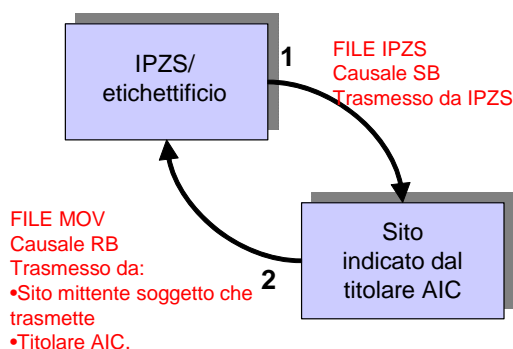 IPZS/
etichettificio
1
FILE IPZS
Causale SB
Trasmesso da IPZS
Sito
indicato dal
titolare AIC
2
FILE MOV
Causale RB
Trasmesso da:
•Sito mittente soggetto che
trasmette
•Titolare AIC.